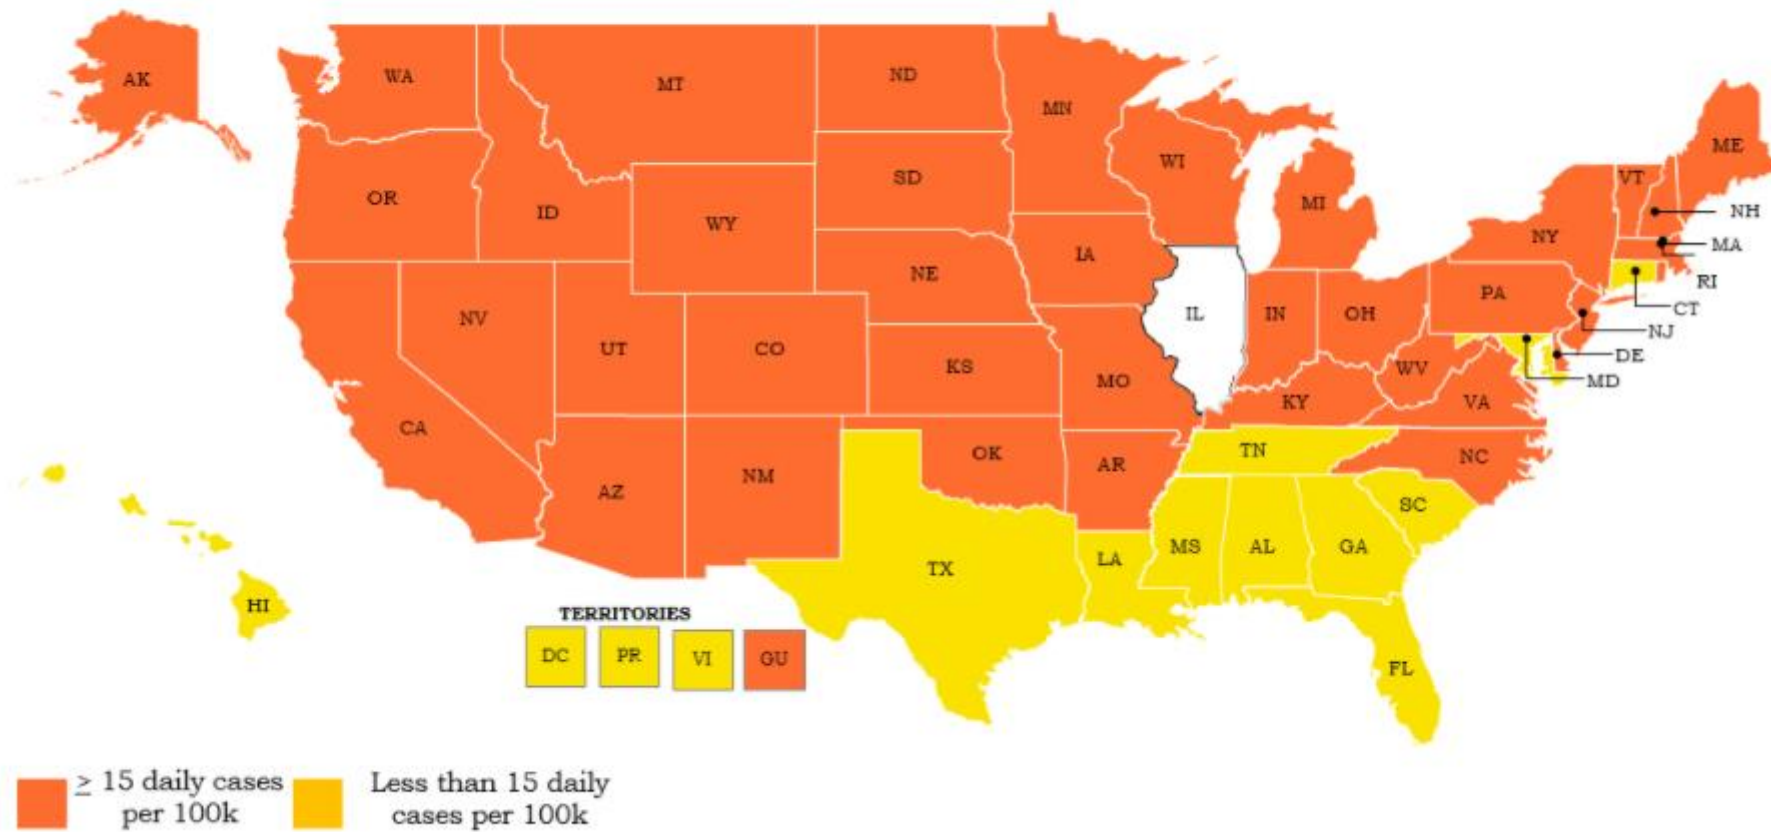 AK
WA
MT
ND
MN
ME
VT
WI
SD
OR
ID
MI
NH
WY
NY
MA
IA
NE
RI
PA
CT
NV
IL
IN
OH
NJ
UT
CO
DE
KS
WV
MO
MD
KY
VA
CA
TN
OK
NC
AR
NM
AZ
SC
MS
AL
GA
LA
TX
HI
TERRITORIES
DC PR VI GU
FL
≥ 15 daily cases
per 100k
Less than 15 daily
cases per 100k